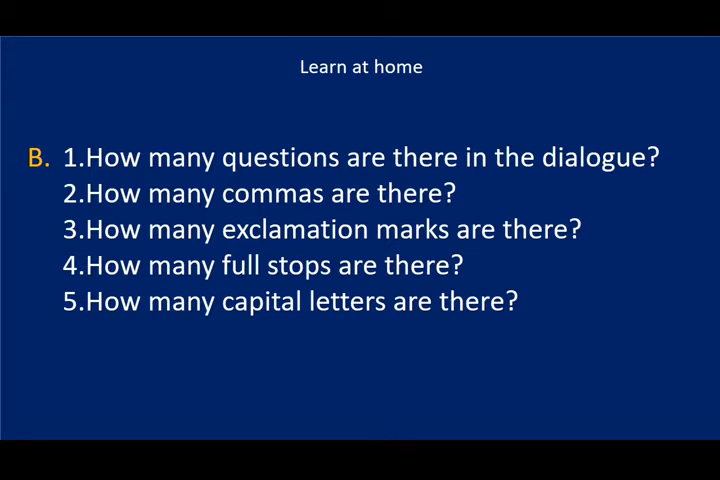 Learn at home
B. 1.How many questions are there in the dialogue?
2.How many commas are there?
3.How many exclamation marks are there?
4.How many full stops are there?
5.How many capital letters are there?